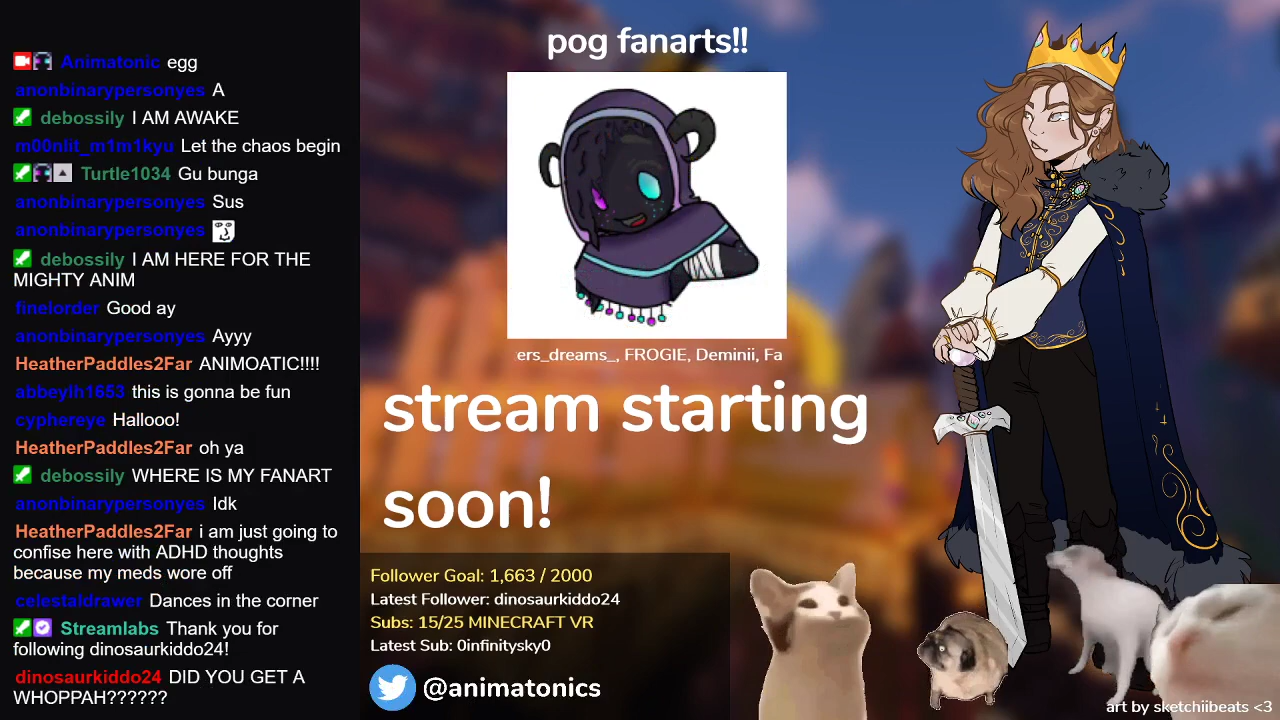 Animatonic egg
anonbinarypersonyes A
debossily I AM AWAKE
m00nlit_m1m1kyu Let the chaos begin
Turtle1034 Gu bunga
anonbinarypersonyes Sus
anonbinarypersonyes
debossily I AM HERE FOR THE
MIGHTY ANIM
finelorder Good ay
anonbinarypersonyes Ayyy
HeatherPaddles2Far ANIMOATIC!!!!
abbeylh1653 this is gonna be fun
cyphereye Hallooo!
HeatherPaddles2Far oh ya
debossily WHERE IS MY FANART
anonbinarypersonyes Idk
HeatherPaddles2Far i am just going to
confise here with ADHD thoughts
because my meds wore off
celestaldrawer Dances in the corner
Streamlabs Thank you for
following dinosaurkiddo24!
dinosaurkiddo24 DID YOU GET A
WHOPPAH??????
pog fanarts!!
ers_dreams_, FROGIE, Deminii, Fa
stream starting
soon!
Follower Goal: 1,663 / 2000
Latest Follower: dinosaurkiddo24
Subs: 15/25 MINECRAFT VR
Latest Sub: 0infinitysky0
@animatonics
art by sketchiibeats <3